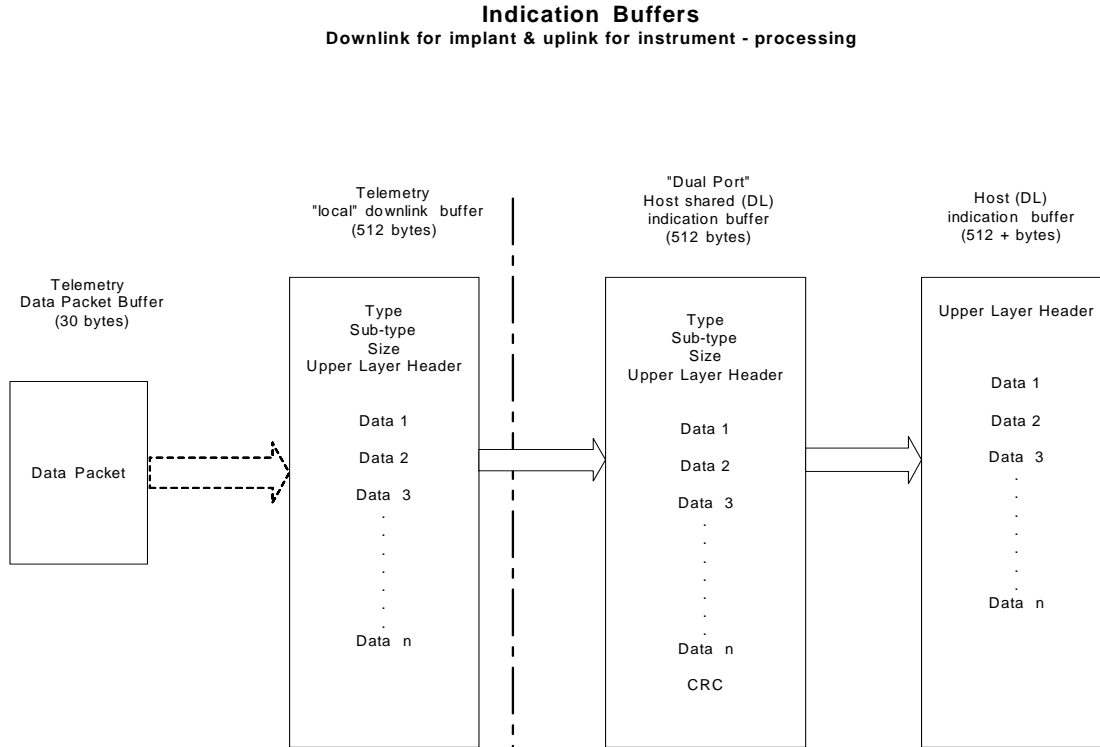 Indication Buffers
Downlink for implant & uplink for instrument - processing
Telemetry
Data Packet Buffer
(30 bytes)
Data Packet
Telemetry
"local" downlink buffer
(512 bytes)
Type
Sub-type
Size
Upper Layer Header
Data 1
Data 2
Data 3
.
.
.
.
.
.
.
Data n
"Dual Port"
Host shared (DL)
indication buffer
(512 bytes)
Type
Sub-type
Size
Upper Layer Header
Data 1
Data 2
Data 3
.
.
.
.
.
.
.
Data n
CRC
Host (DL)
indication buffer
(512 + bytes)
Upper Layer Header
Data 1
Data 2
Data 3
.
.
.
.
.
.
.
Data n